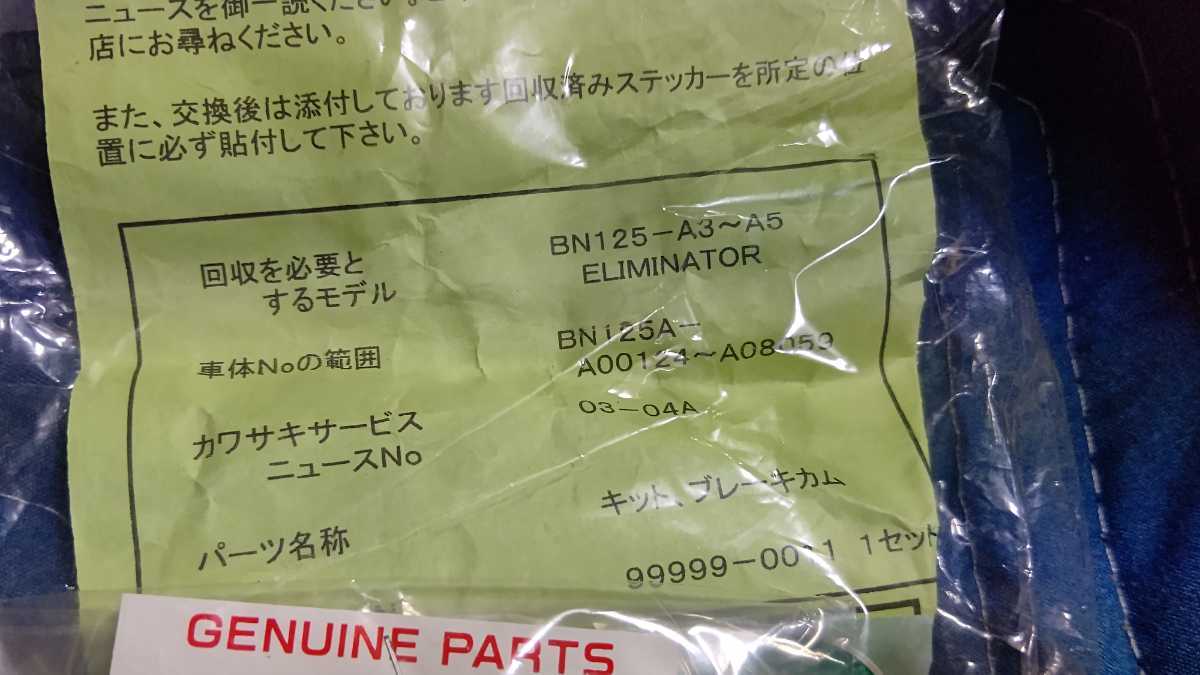 ニュースを御一読ください。
店にお尋ねください。
また、交換後は添付しております回収済みステッカーを所定の位
置に必ず貼付して下さい。
回収を必要と
するモデル
BN125-A3～A5
ELIMINATOR
車体Noの範囲
BN125A-
A00124～A08059
カワサキサービス
ニュースNo
03-04A
パーツ名称
キット、ブレーキカム
1セット
GENUINE PARTS